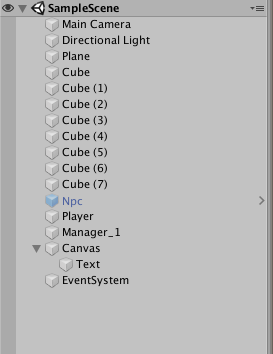 SampleScene
Main Camera
Directional Light
Plane
Cube
Cube (1)
Cube (2)
Cube (3)
Cube (4)
Cube (5)
Cube (6)
Cube (7)
Npc
Player
Manager_1
Canvas
Text
EventSystem